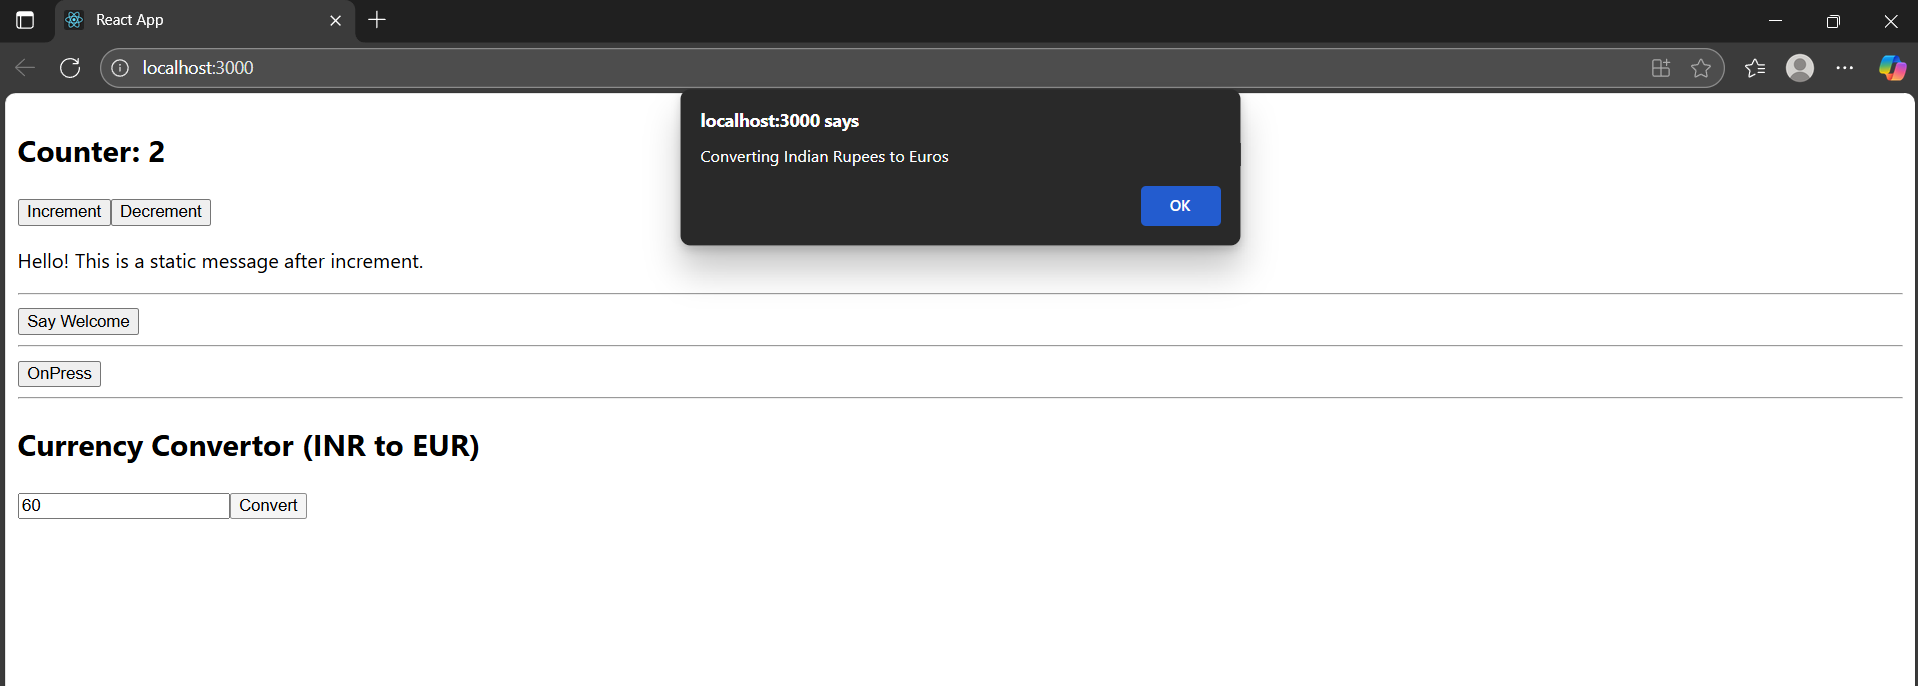 React App
localhost:3000
localhost:3000 says
Converting Indian Rupees to Euros
OK
Counter: 2
Increment Decrement
Hello! This is a static message after increment.
Say Welcome
OnPress
Currency Convertor (INR to EUR)
60 Convert